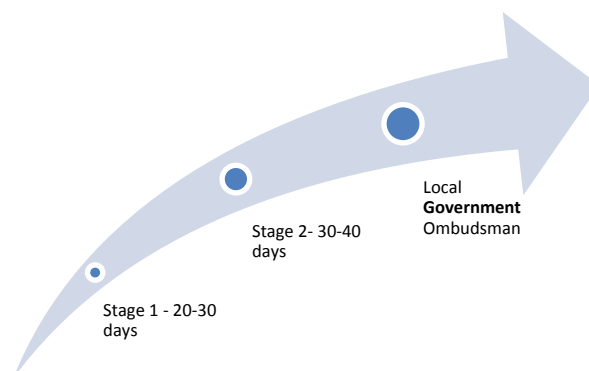 Local
Government
Ombudsman
Stage 2- 30-40
days
Stage 1 - 20-30
days